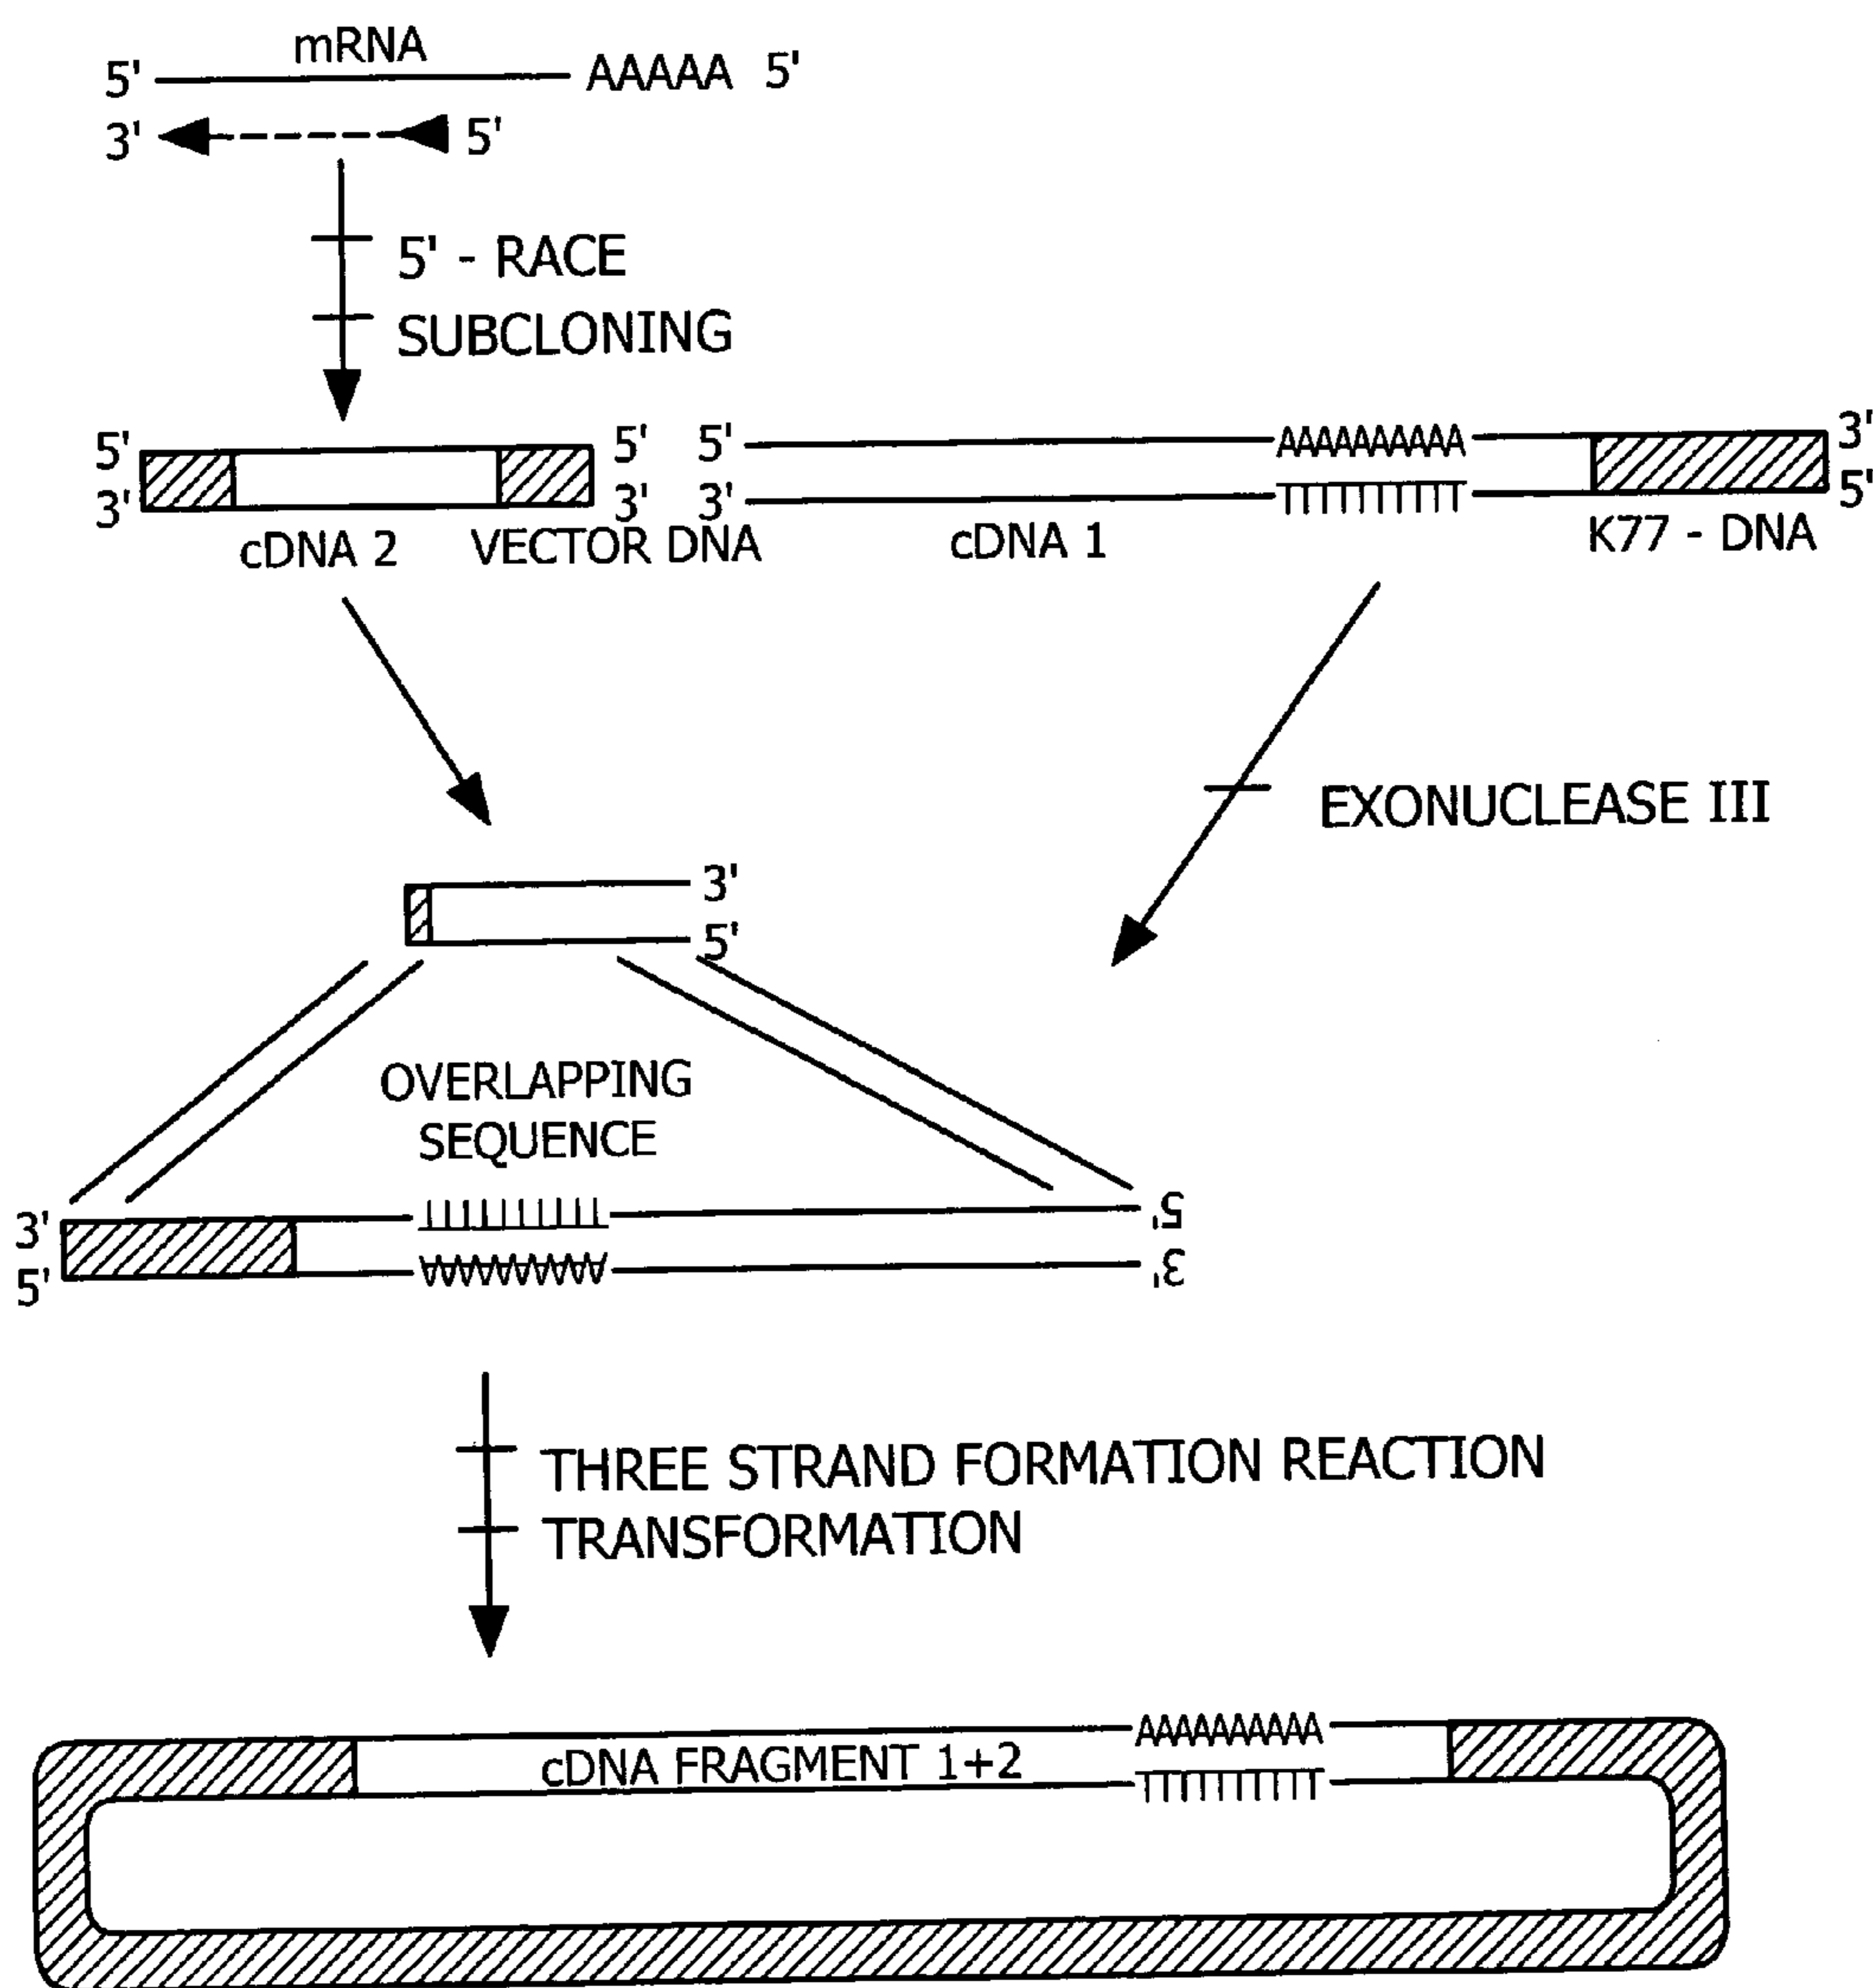 mRNA
5' AAAAA 5'
3' 5'
5' - RACE
SUBCLONING
5' 5' 5' AAAAAAAAAA 3'
3' 3' 3' TTTTTTTTTT 5'
cDNA 2 VECTOR DNA cDNA 1 K77 - DNA
EXONUCLEASE III
3'
5'
OVERLAPPING
SEQUENCE
3' TTTTTTTTTT 5'
5' AAAAAAAAAA 3'
THREE STRAND FORMATION REACTION
TRANSFORMATION
AAAAAAAAAA
cDNA FRAGMENT 1+2
TTTTTTTTTT